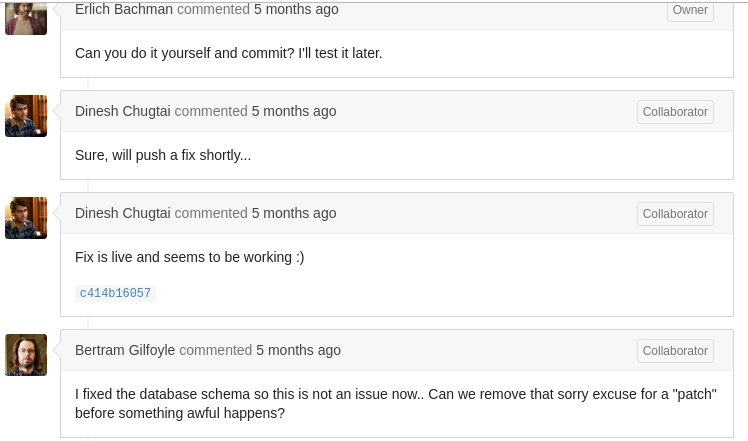 Erlich Bachman commented 5 months ago
Owner
Can you do it yourself and commit? I'll test it later.
Dinesh Chugtai commented 5 months ago
Collaborator
Sure, will push a fix shortly...
Dinesh Chugtai commented 5 months ago
Collaborator
Fix is live and seems to be working :)
c414b16057
Bertram Gilfoyle commented 5 months ago
Collaborator
I fixed the database schema so this is not an issue now.. Can we remove that sorry excuse for a "patch"
before something awful happens?